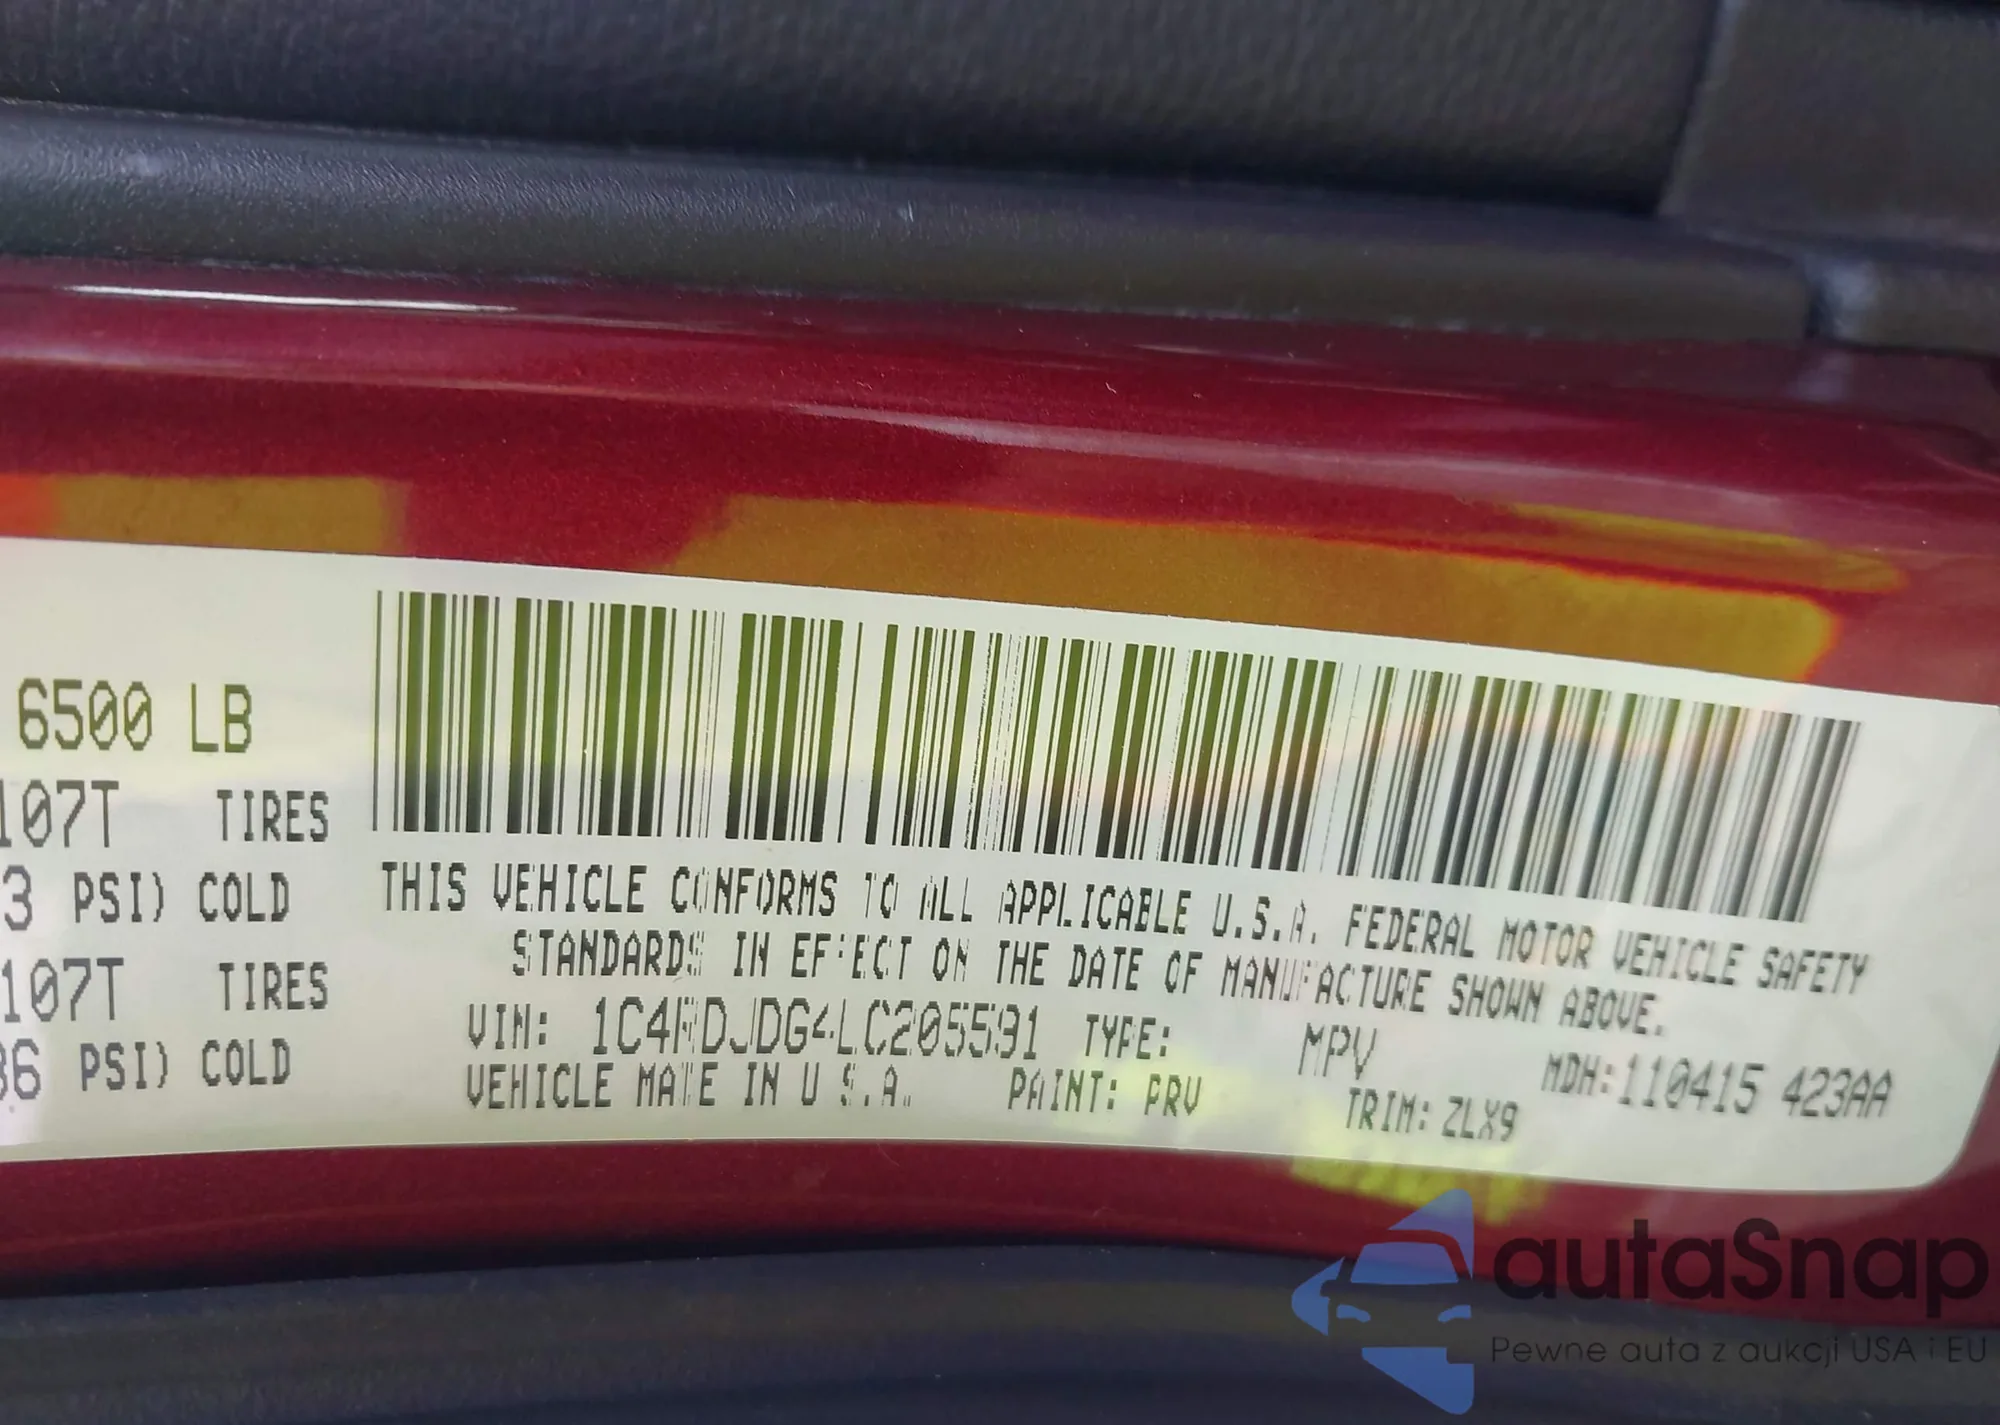 6500 LB
107T TIRES
3 PSI) COLD
107T TIRES
36 PSI) COLD
THIS VEHICLE CONFORMS TO ALL APPLICABLE U.S.A. FEDERAL MOTOR VEHICLE SAFETY
STANDARDS IN EFFECT ON THE DATE OF MANUFACTURE SHOWN ABOVE.
VIN: 1C4RDJDG4LC205591 TYPE: MPV MDH:110415 423AA
VEHICLE MADE IN U.S.A. PAINT: PRV TRIM: ZLX9
autaSnap
Pewne auta z aukcji USA i EU